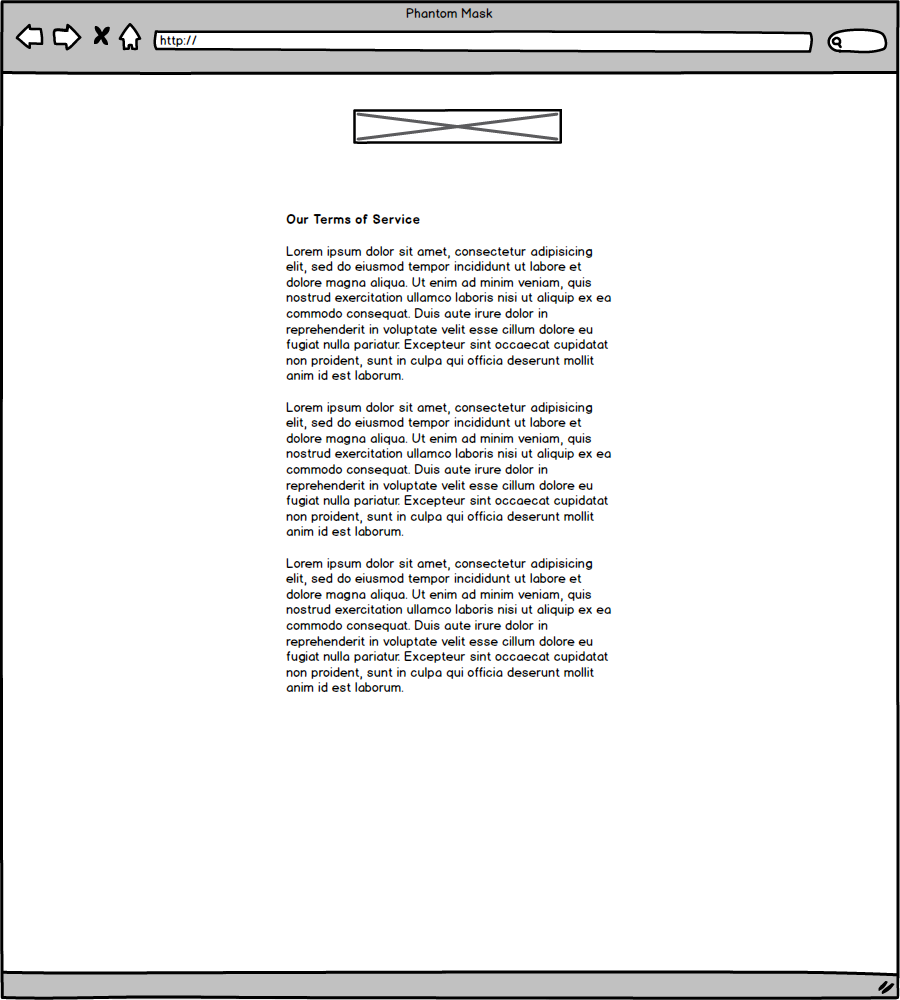 Phantom Mask
http://
Our Terms of Service
Lorem ipsum dolor sit amet, consectetur adipisicing
elit, sed do eiusmod tempor incididunt ut labore et
dolore magna aliqua. Ut enim ad minim veniam, quis
nostrud exercitation ullamco laboris nisi ut aliquip ex ea
commodo consequat. Duis aute irure dolor in
reprehenderit in voluptate velit esse cillum dolore eu
fugiat nulla pariatur. Excepteur sint occaecat cupidatat
non proident, sunt in culpa qui officia deserunt mollit
anim id est laborum.
Lorem ipsum dolor sit amet, consectetur adipisicing
elit, sed do eiusmod tempor incididunt ut labore et
dolore magna aliqua. Ut enim ad minim veniam, quis
nostrud exercitation ullamco laboris nisi ut aliquip ex ea
commodo consequat. Duis aute irure dolor in
reprehenderit in voluptate velit esse cillum dolore eu
fugiat nulla pariatur. Excepteur sint occaecat cupidatat
non proident, sunt in culpa qui officia deserunt mollit
anim id est laborum.
Lorem ipsum dolor sit amet, consectetur adipisicing
elit, sed do eiusmod tempor incididunt ut labore et
dolore magna aliqua. Ut enim ad minim veniam, quis
nostrud exercitation ullamco laboris nisi ut aliquip ex ea
commodo consequat. Duis aute irure dolor in
reprehenderit in voluptate velit esse cillum dolore eu
fugiat nulla pariatur. Excepteur sint occaecat cupidatat
non proident, sunt in culpa qui officia deserunt mollit
anim id est laborum.